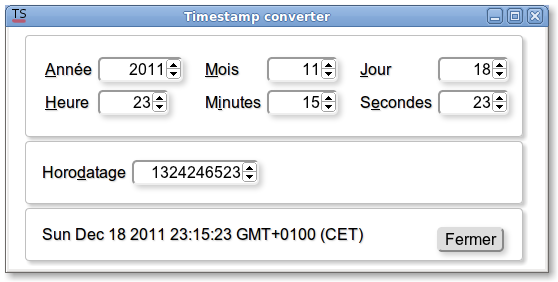 TS Timestamp converter
Année 2011 Mois 11 Jour 18
Heure 23 Minutes 15 Secondes 23
Horodatage 1324246523
Sun Dec 18 2011 23:15:23 GMT+0100 (CET)
Fermer